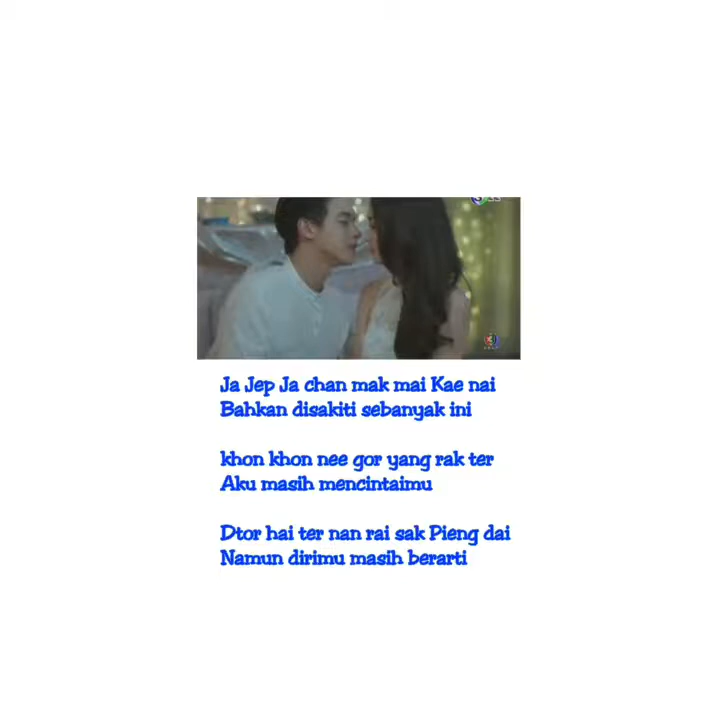 Ja Jep Ja chan mak mai Kae nai
Bahkan disakiti sebanyak ini
khon khon nee gor yang rak ter
Aku masih mencintaimu
Dtor hai ter nan rai sak Pieng dai
Namun dirimu masih berarti